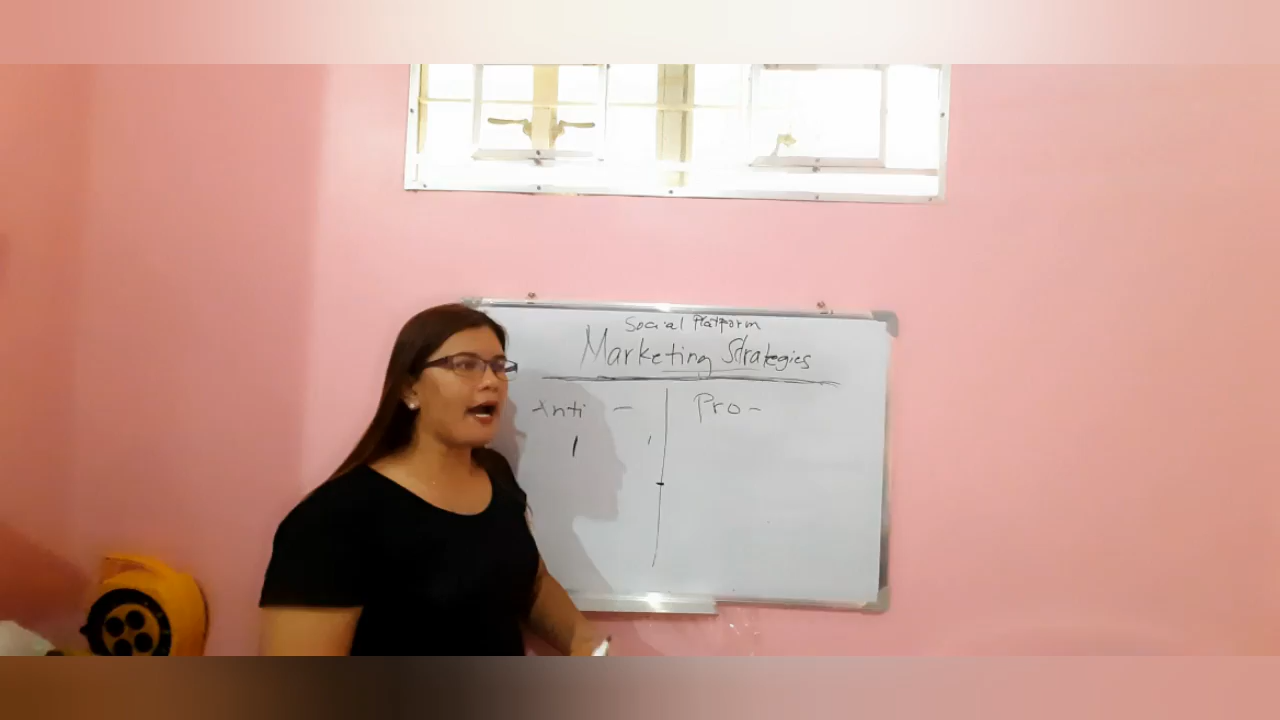 Social Platform
Marketing Strategies
Anti - Pro -